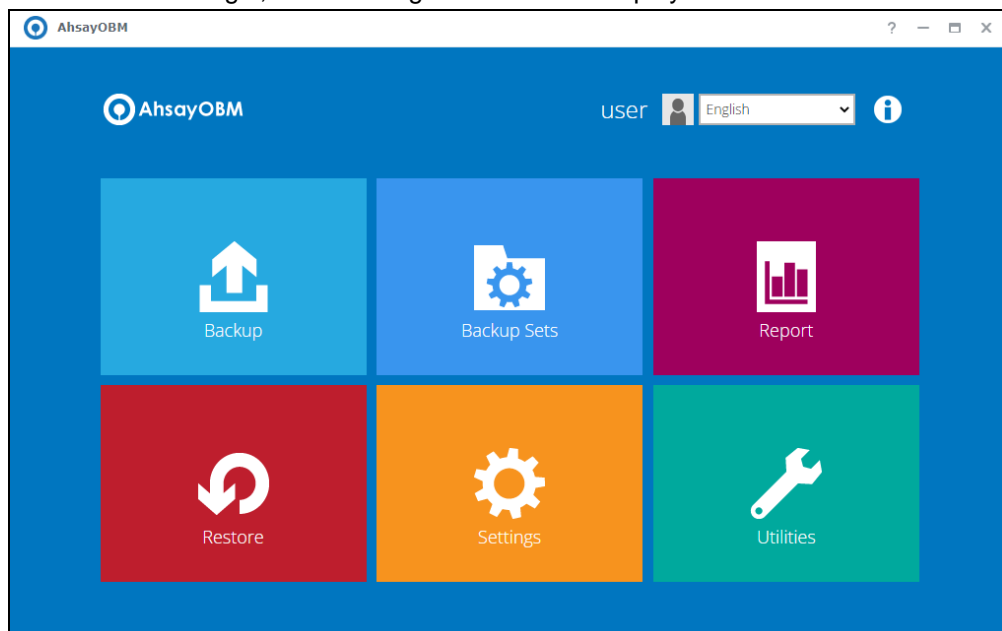 AhsayOBM
?
AhsayOBM
user English
Backup Backup Sets Report
Restore Settings Utilities